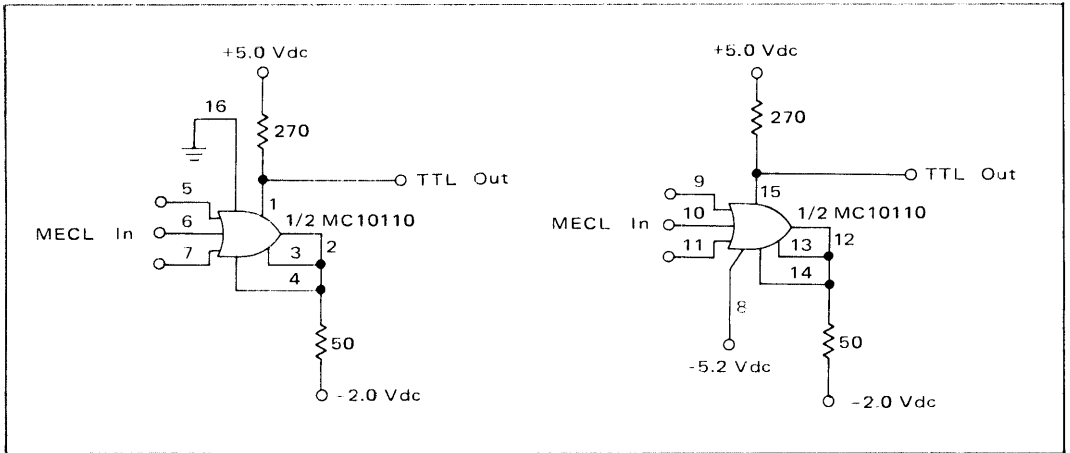 +5.0 Vdc
16
270
TTL Out
5
1
1/2 MC10110
MECL In
6
2
7
3
4
50
-2.0 Vdc
+5.0 Vdc
270
TTL Out
9
15
1/2 MC10110
MECL In
10
12
11
13
14
8
50
-5.2 Vdc
-2.0 Vdc